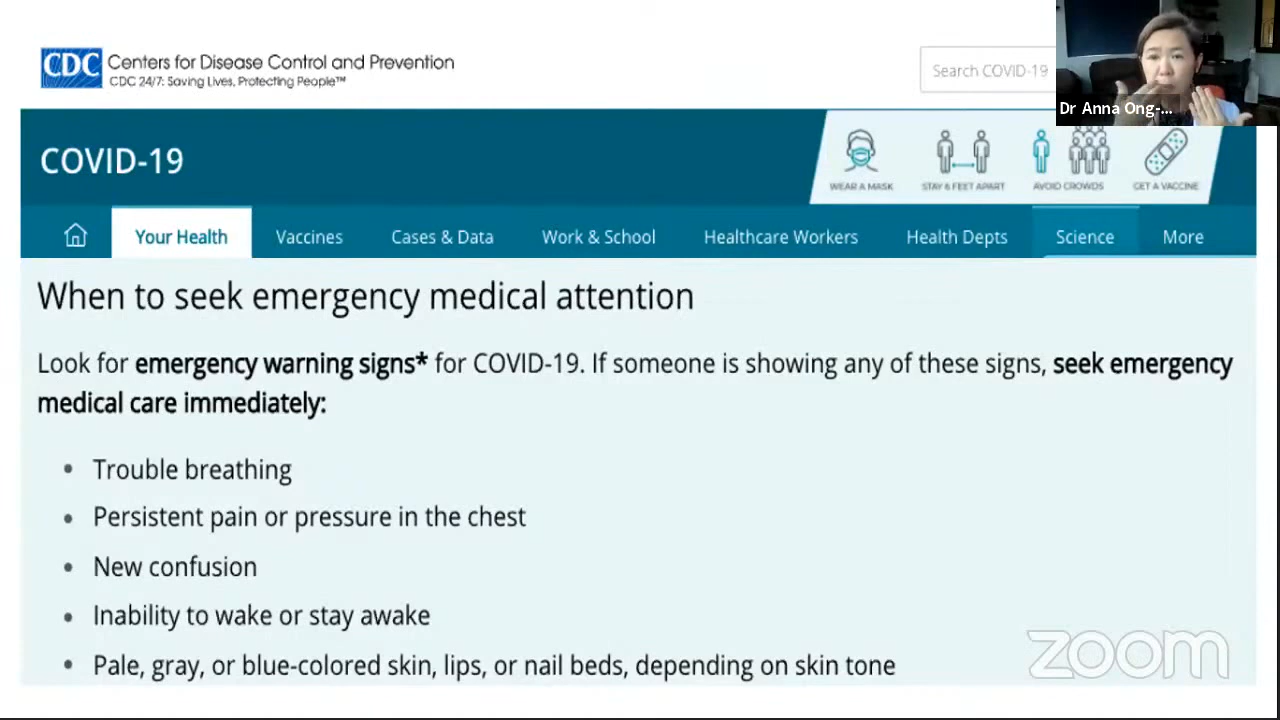 CDC Centers for Disease Control and Prevention
CDC 24/7: Saving Lives, Protecting People™
Search COVID-19
Dr Anna Ong-...
COVID-19
WEAR A MASK STAY 6 FEET APART AVOID CROWDS GET A VACCINE
Your Health Vaccines Cases & Data Work & School Healthcare Workers Health Depts Science More
When to seek emergency medical attention
Look for emergency warning signs* for COVID-19. If someone is showing any of these signs, seek emergency
medical care immediately:
• Trouble breathing
• Persistent pain or pressure in the chest
• New confusion
• Inability to wake or stay awake
• Pale, gray, or blue-colored skin, lips, or nail beds, depending on skin tone
zoom